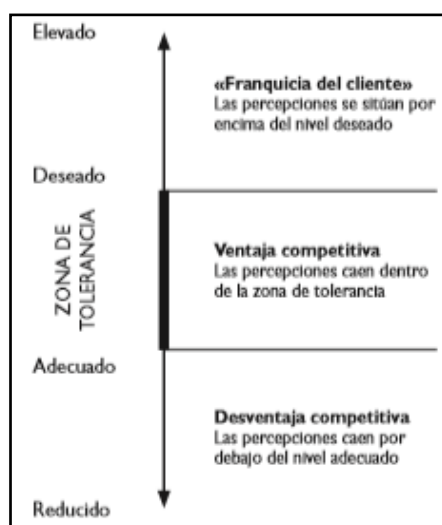 Elevado
«Franquicia del cliente»
Las percepciones se sitúan por
encima del nivel deseado
Deseado
ZONA DE
TOLERANCIA
Ventaja competitiva
Las percepciones caen dentro
de la zona de tolerancia
Adecuado
Desventaja competitiva
Las percepciones caen por
debajo del nivel adecuado
Reducido